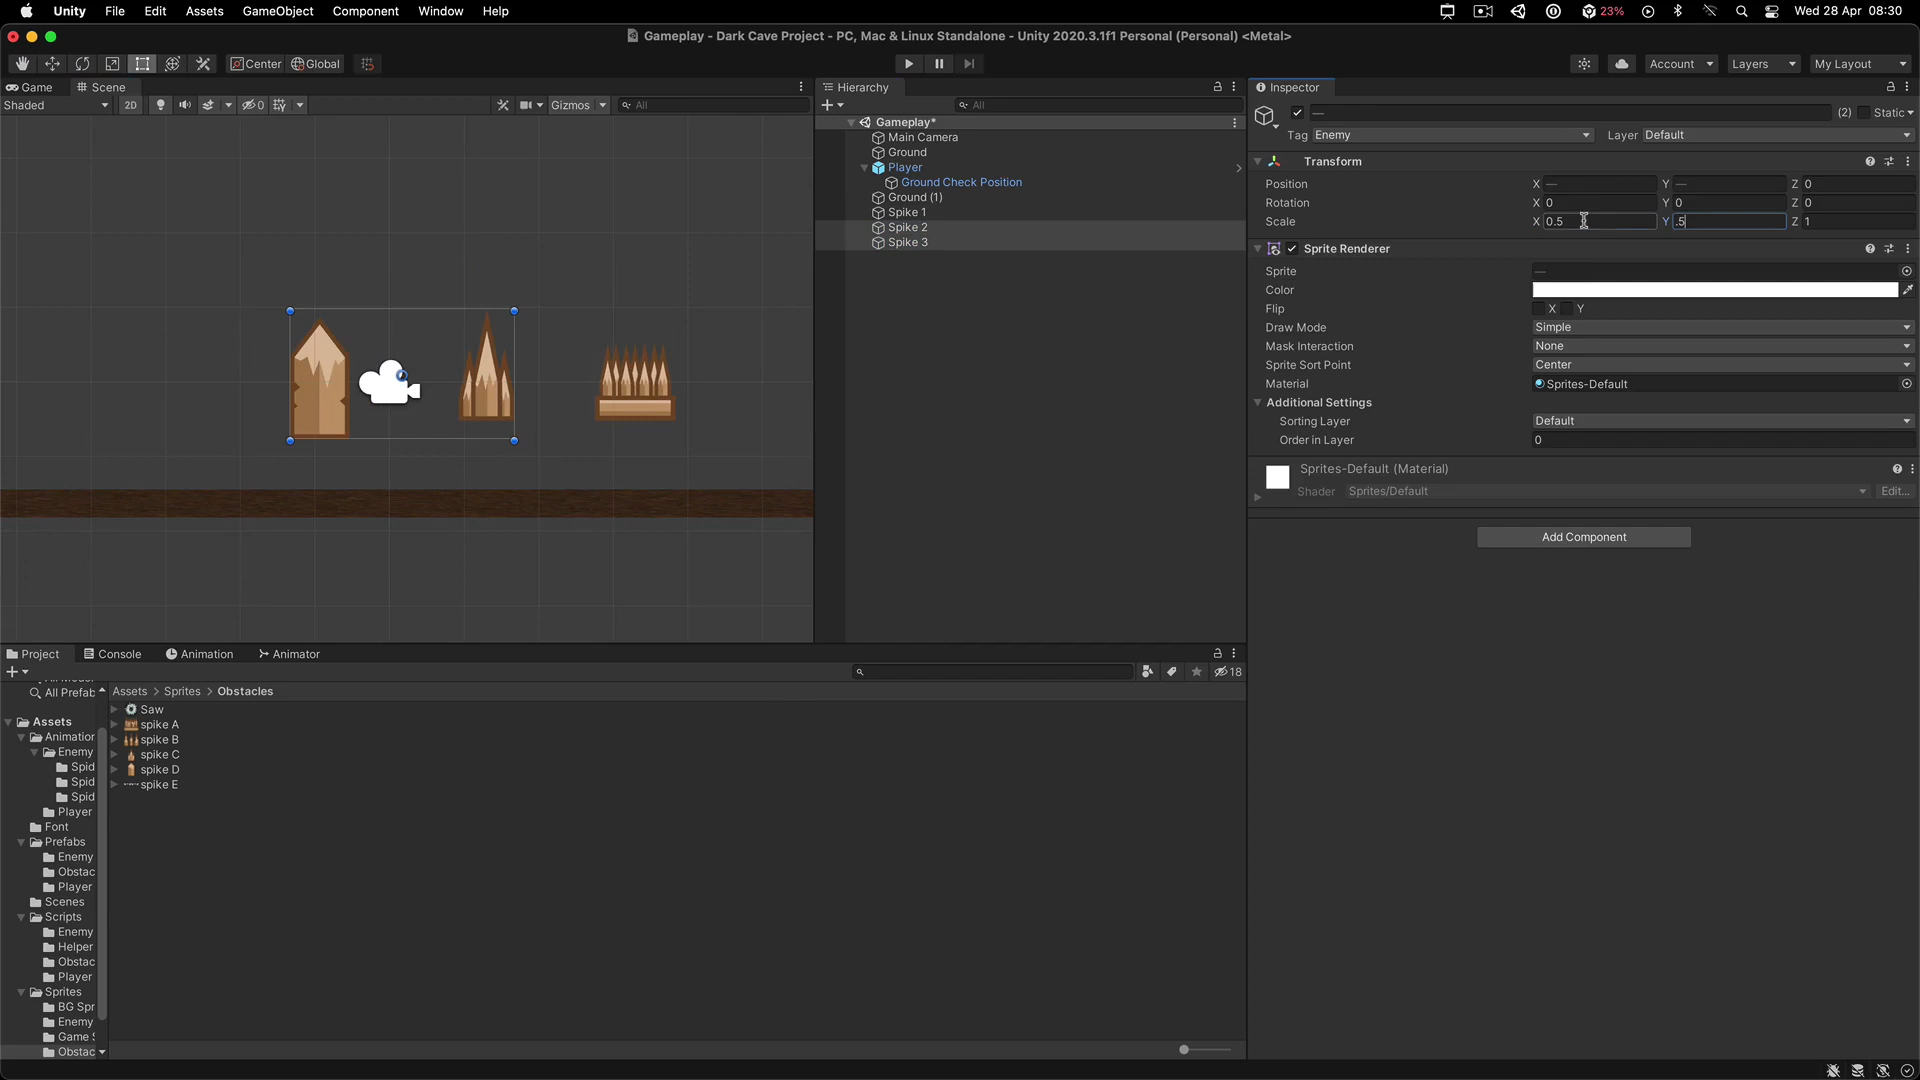 Unity File Edit Assets GameObject Component Window Help 23% Wed 28 Apr 08:30
Gameplay - Dark Cave Project - PC, Mac & Linux Standalone - Unity 2020.3.1f1 Personal (Personal) <Metal>
Center Global Account Layers My Layout
Game Scene
Shaded 2D 0 Gizmos All
Hierarchy
All
Gameplay*
Main Camera
Ground
Player
Ground Check Position
Ground (1)
Spike 1
Spike 2
Spike 3
Inspector
— (2) Static
Tag Enemy Layer Default
Transform
Position X — Y — Z 0
Rotation X 0 Y 0 Z 0
Scale X 0.5 Y .5 Z 1
Sprite Renderer
Sprite —
Color
Flip X Y
Draw Mode Simple
Mask Interaction None
Sprite Sort Point Center
Material Sprites-Default
Additional Settings
Sorting Layer Default
Order in Layer 0
Sprites-Default (Material)
Shader Sprites/Default Edit...
Add Component
Project Console Animation Animator
18
All Prefab
Assets
Animation
Enemy
Spid
Spid
Spid
Player
Font
Prefabs
Enemy
Obstac
Player
Scenes
Scripts
Enemy
Helper
Obstac
Player
Sprites
BG Spr
Enemy
Game S
Obstac
Assets > Sprites > Obstacles
Saw
spike A
spike B
spike C
spike D
spike E